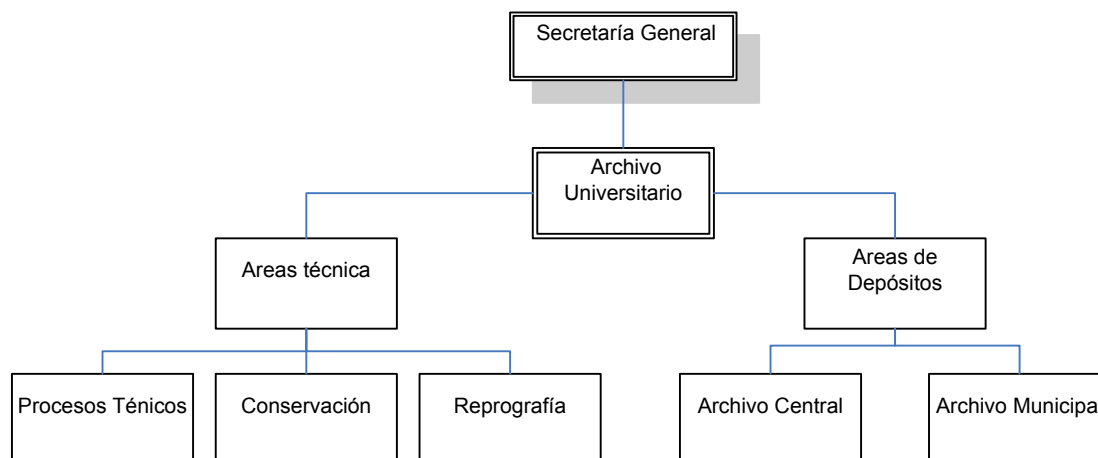 Secretaría General
Archivo
Universitario
Areas técnica
Areas de
Depósitos
Procesos Ténicos
Conservación
Reprografía
Archivo Central
Archivo Municipa